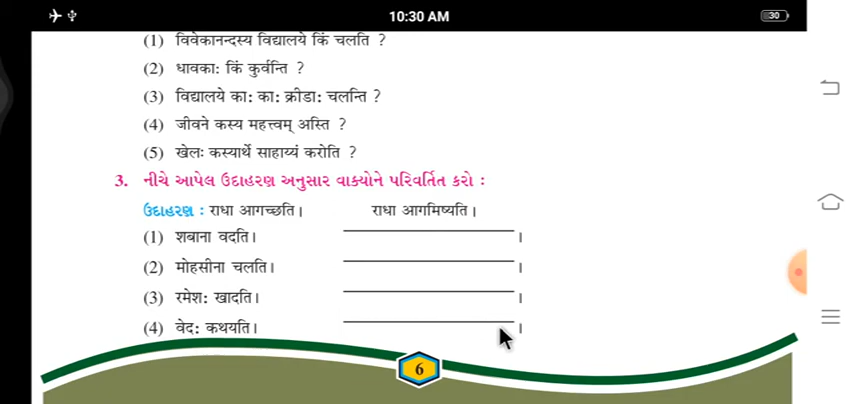 10:30 AM
30
(1) विवेकानन्दस्य विद्यालये किं चलति ?
(2) धावकाः किं कुर्वन्ति ?
(3) विद्यालये काः काः क्रीडाः चलन्ति ?
(4) जीवने कस्य महत्त्वम् अस्ति ?
(5) खेलः कस्यार्थे साहाय्यं करोति ?
3. નીચે આપેલ ઉદાહરણ અનુસાર વાક્યોને પરિવર્તિત કરો :
ઉદાહરણ : राधा आगच्छति। राधा आगमिष्यति।
(1) शबाना वदति। ।
(2) मोहसीना चलति। ।
(3) रमेशः खादति। ।
(4) वेदः कथयति। ।
6